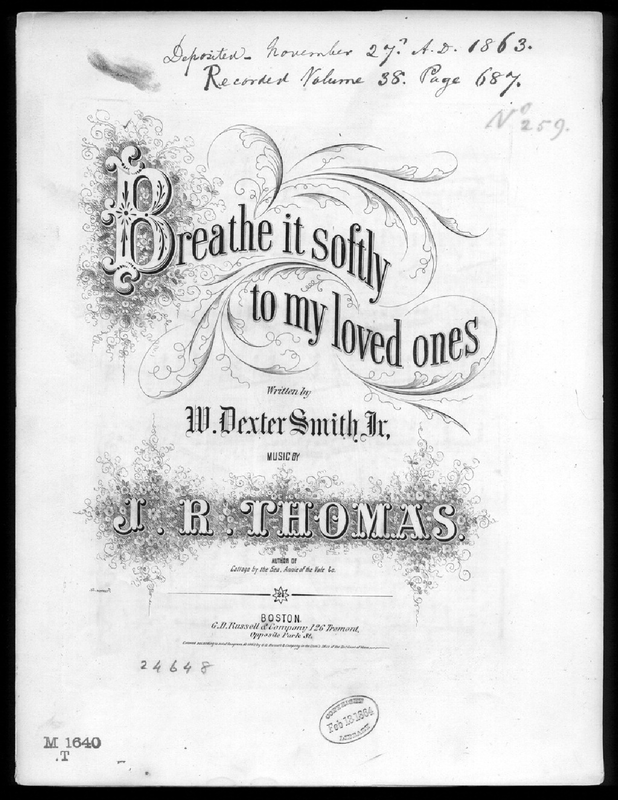 Deposited November 27th A.D. 1863.
Recorded Volume 38. Page 687.
No 259.
Breathe it softly
to my loved ones
Written by
W. Dexter Smith, Jr,
MUSIC BY
J. R. THOMAS.
AUTHOR OF
Cottage by the Sea, Annie of the Vale &c.
BOSTON,
G.D. Russell & Company 126 Tremont,
Opposite Park St.
24648
Feb 18 1864
LIBRARY
M 1640
.T